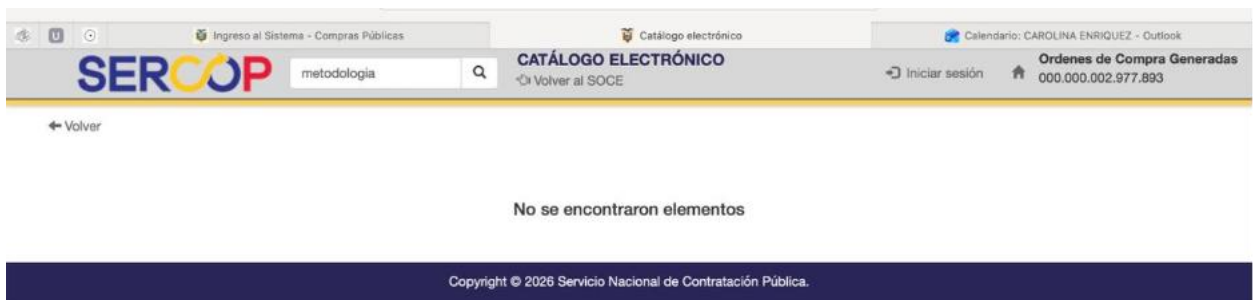 Ingreso al Sistema - Compras Públicas
Catálogo electrónico
Calendario: CAROLINA ENRIQUEZ - Outlook
SERCOP
metodologia
CATÁLOGO ELECTRÓNICO
Volver al SOCE
Iniciar sesión
Ordenes de Compra Generadas
000.000.002.977.893
Volver
No se encontraron elementos
Copyright © 2026 Servicio Nacional de Contratación Pública.